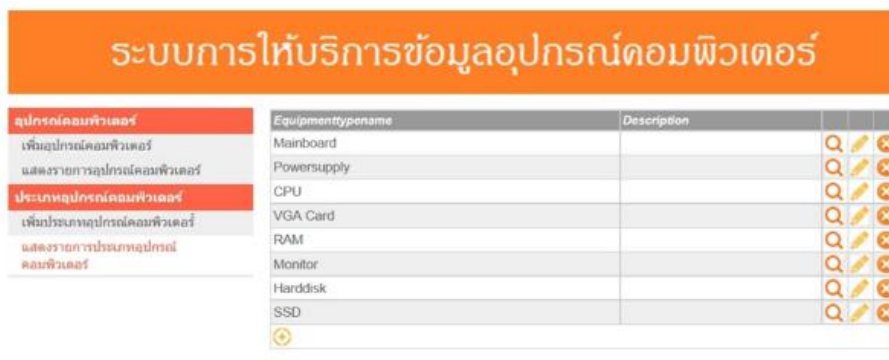 ระบบการให้บริการข้อมูลอุปกรณ์คอมพิวเตอร์
อุปกรณ์คอมพิวเตอร์
เพิ่มอุปกรณ์คอมพิวเตอร์
แสดงรายการอุปกรณ์คอมพิวเตอร์
ประเภทอุปกรณ์คอมพิวเตอร์
เพิ่มประเภทอุปกรณ์คอมพิวเตอร์
แสดงรายการประเภทอุปกรณ์
คอมพิวเตอร์
Equipmenttyponame Description
Mainboard
Powersupply
CPU
VGA Card
RAM
Monitor
Harddisk
SSD